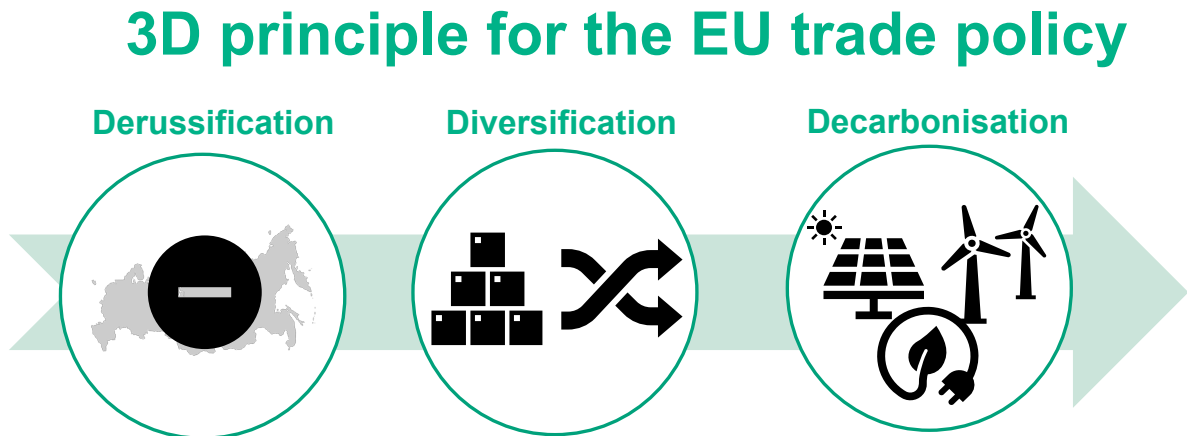 3D principle for the EU trade policy
Derussification
Diversification
Decarbonisation